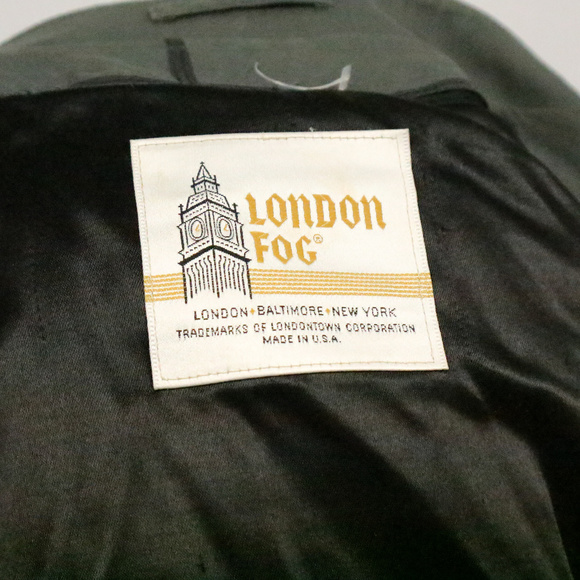 LONDON
FOG®
LONDON♦BALTIMORE♦NEW YORK
TRADEMARKS OF LONDONTOWN CORPORATION
MADE IN U.S.A.